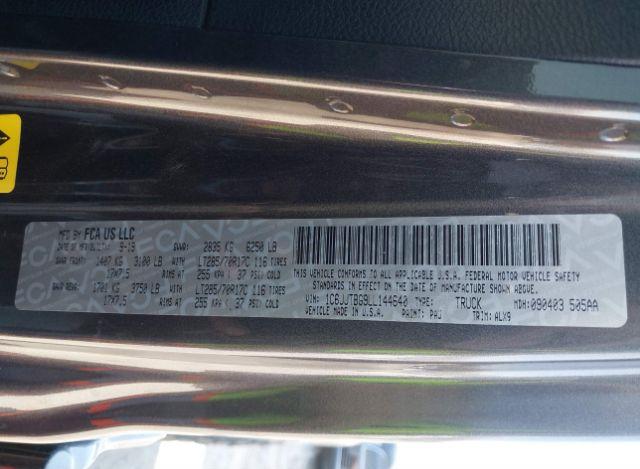 MFD BY FCA US LLC
DATE OF MFR 9-19 GVWR: 2835 KG 6250 LB
GAWR FRONT: 1407 KG 3100 LB LT285/70R17C 116 TIRES
17X7.5 RIMS AT 255 KPA / 37 PSI COLD
GAWR REAR: 1701 KG 3750 LB LT285/70R17C 116 TIRES
17X7.5 RIMS AT 255 KPA / 37 PSI COLD
THIS VEHICLE CONFORMS TO ALL APPLICABLE U.S.A. FEDERAL MOTOR VEHICLE SAFETY
STANDARDS IN EFFECT ON THE DATE OF MANUFACTURE SHOWN ABOVE.
VIN: 1C6JJTBG9LL144640 TYPE: TRUCK MDH: 090403 505AA
VEHICLE MADE IN U.S.A. PAINT: PAU TRIM: ALX9